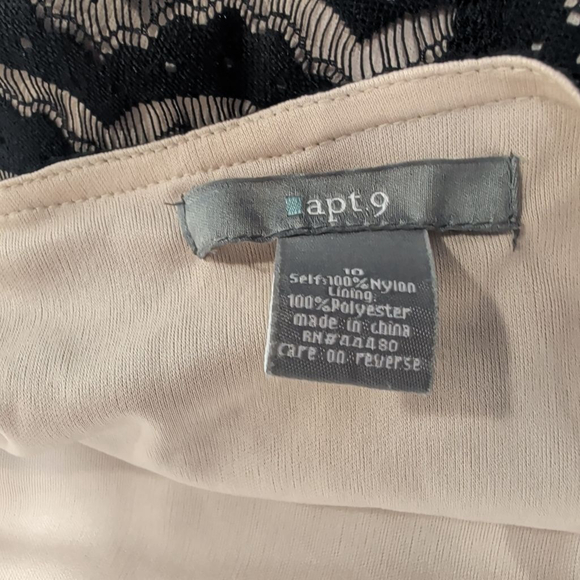 apt.9
10
Self:100%Nylon
Lining:
100%Polyester
made in china
RN#44480
care on reverse